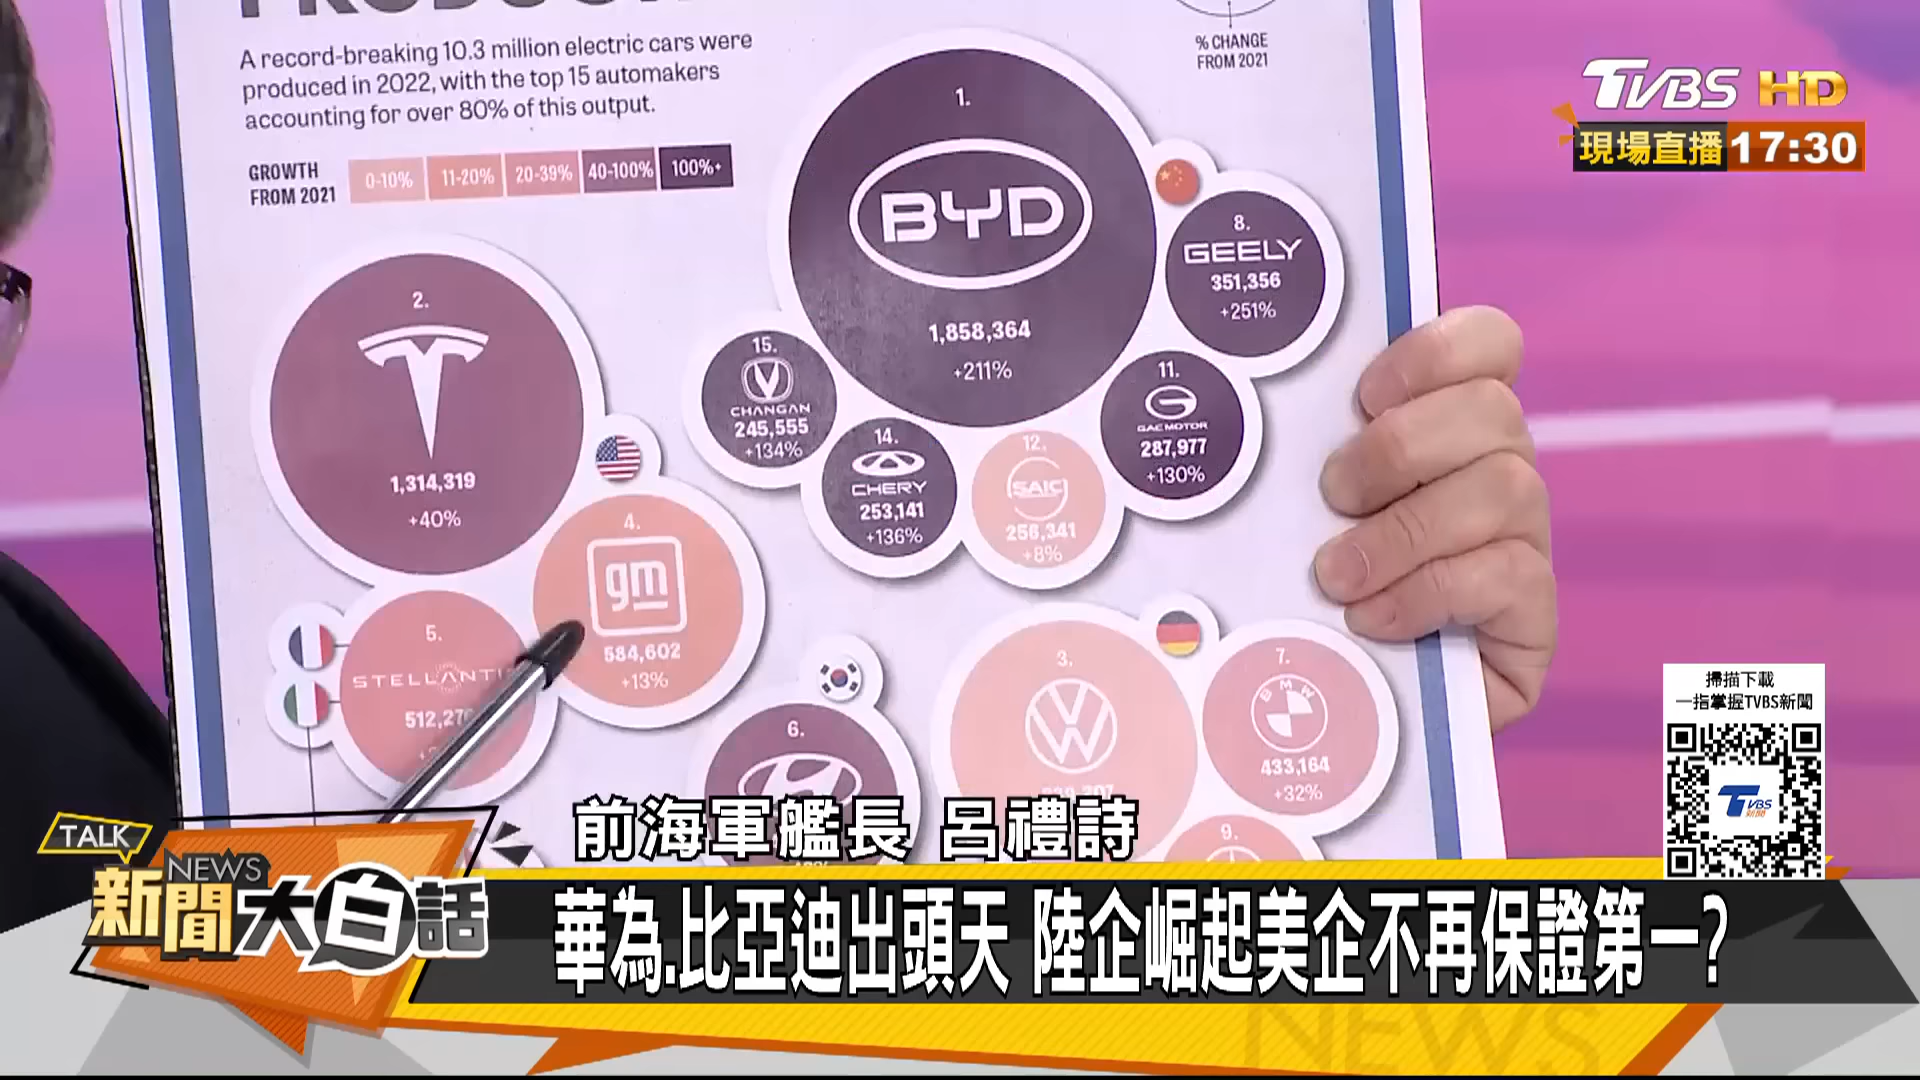 A record-breaking 10.3 million electric cars were
produced in 2022, with the top 15 automakers
accounting for over 80% of this output.
GROWTH
FROM 2021
0-10%
11-20%
20-39%
40-100%
100%+
% CHANGE
FROM 2021
TVBS HD
現場直播 17:30
1.
BYD
1,858,364
+211%
8.
GEELY
351,356
+251%
2.
1,314,319
+40%
15.
CHANGAN
245,555
+134%
14.
CHERY
253,141
+136%
12.
SAIC
256,341
+8%
11.
GAC MOTOR
287,977
+130%
4.
gm
584,602
+13%
5.
3.
7.
BMW
433,164
+32%
6.
9.
掃描下載
一指掌握TVBS新聞
TVBS
新聞
前海軍艦長 呂禮詩
TALK
NEWS
新聞大白話
華為.比亞迪出頭天 陸企崛起美企不再保證第一?
NEWS